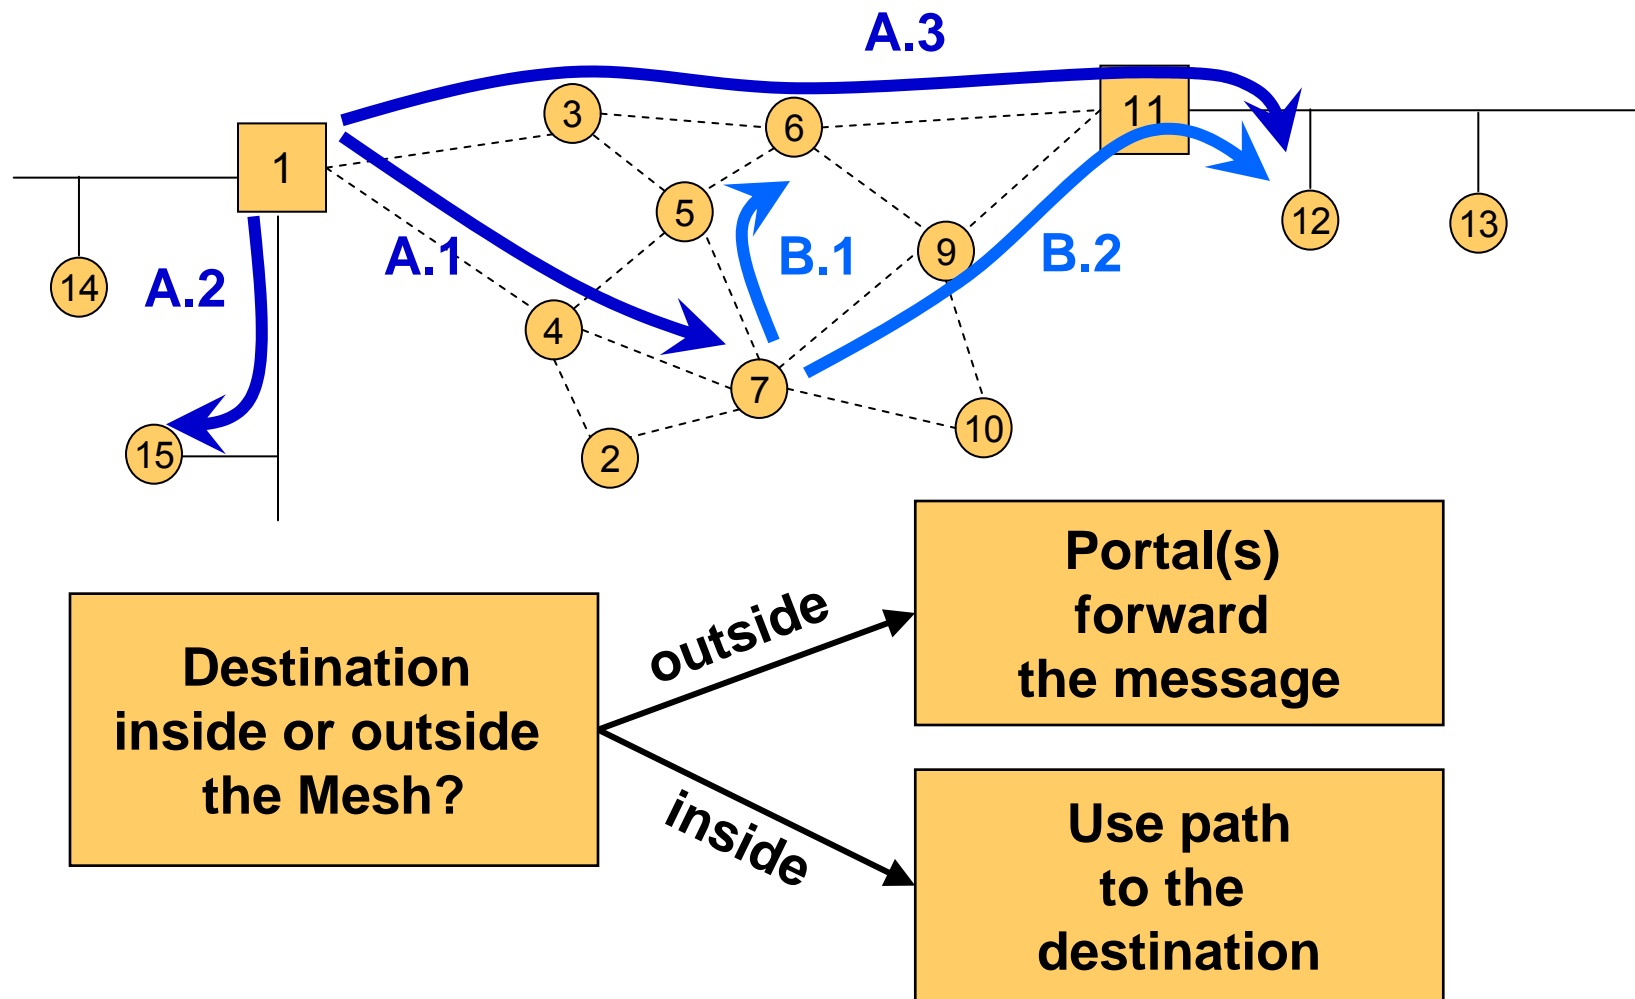 A.3
3
11
6
1
5
12
13
9
A.1
B.1
B.2
14
A.2
4
7
10
15
2
Portal(s)
forward
the message
outside
Destination
inside or outside
the Mesh?
inside
Use path
to the
destination